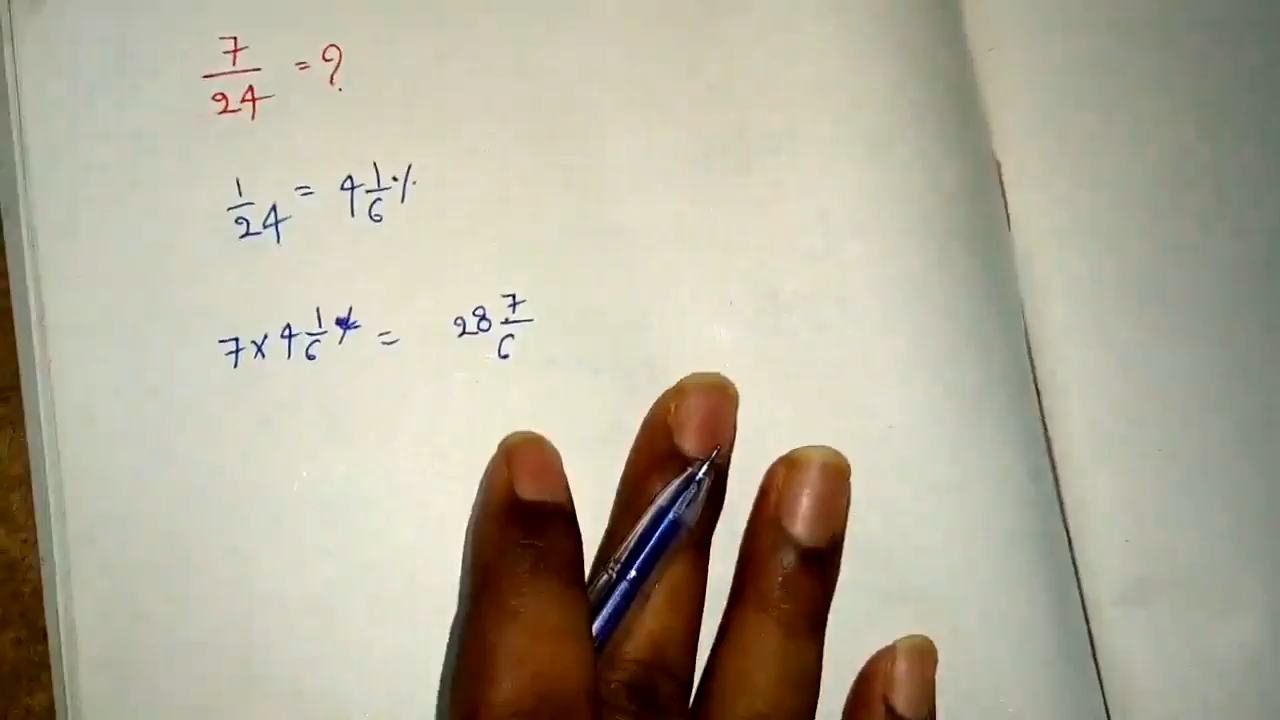 7/24 = ?
1/24 = 4 1/6 %
7 × 4 1/6 = 28 7/6